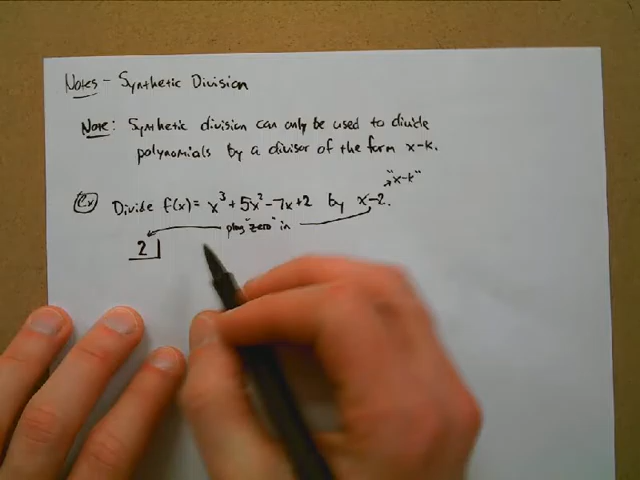 Notes - Synthetic Division
Note: Synthetic division can only be used to divide
polynomials by a divisor of the form x-k.
"x-k"
Ex Divide f(x) = x³ + 5x² - 7x + 2 by x-2.
plug "zero" in
2